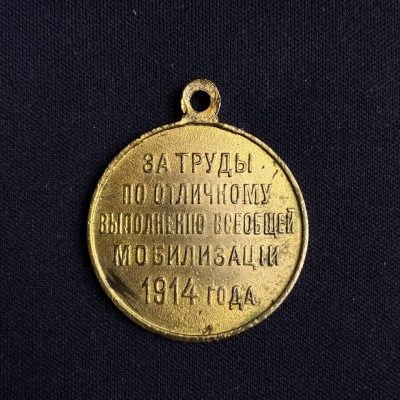 ЗА ТРУДЫ
ПО ОТЛИЧНОМУ
ВЫПОЛНЕНІЮ ВСЕОБЩЕЙ
МОБИЛИЗАЦІИ
1914 ГОДА